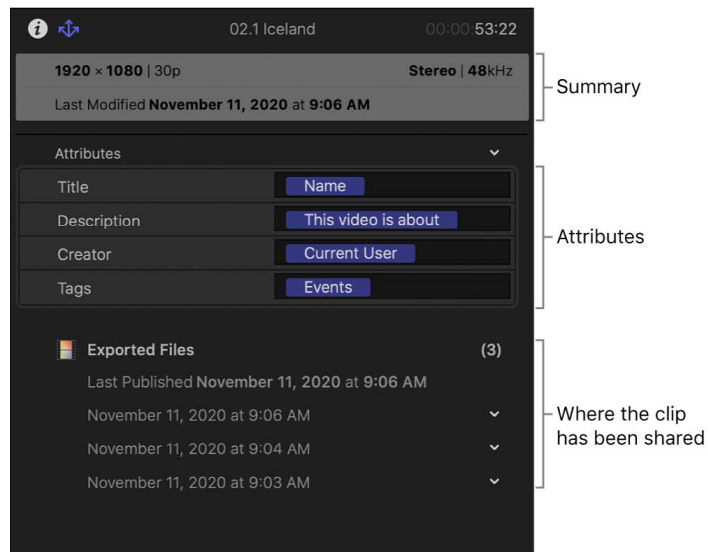 02.1 Iceland 00:00:53:22
1920 × 1080 | 30p Stereo | 48kHz
Last Modified November 11, 2020 at 9:06 AM
Summary
Attributes
Title Name
Description This video is about
Creator Current User
Tags Events
Attributes
Exported Files (3)
Last Published November 11, 2020 at 9:06 AM
November 11, 2020 at 9:06 AM
November 11, 2020 at 9:04 AM
November 11, 2020 at 9:03 AM
Where the clip
has been shared